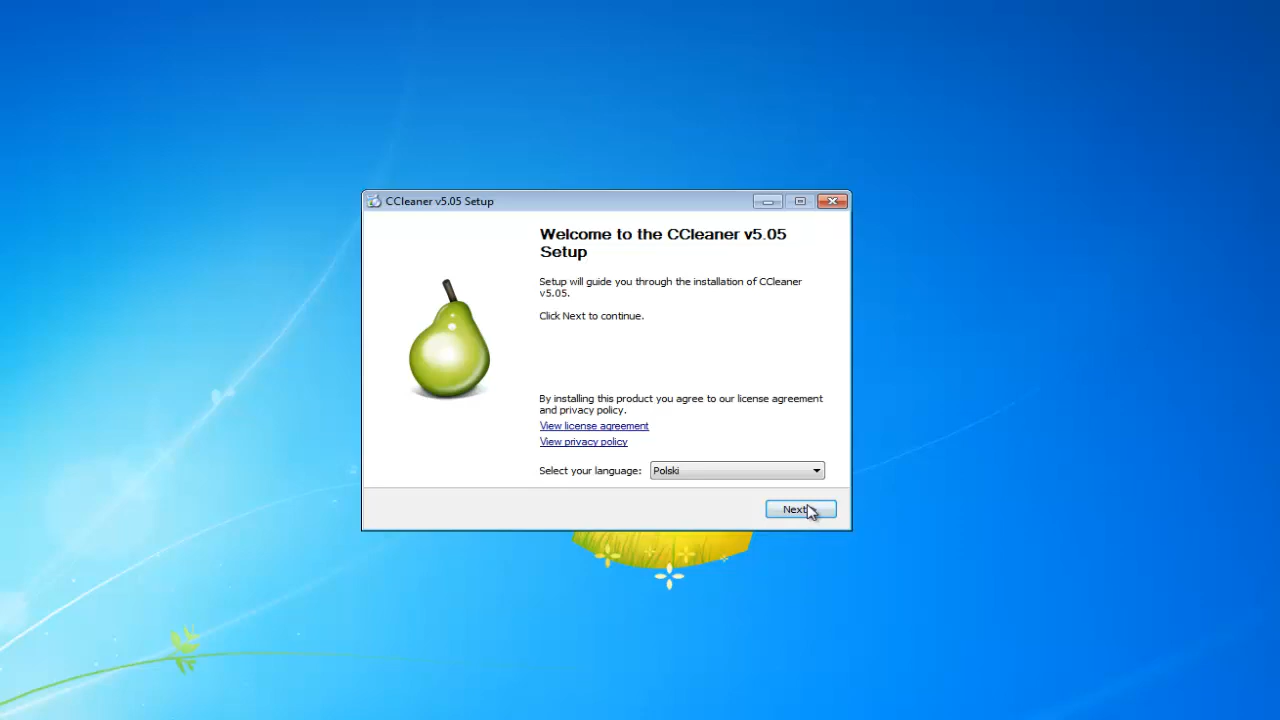 CCleaner v5.05 Setup
Welcome to the CCleaner v5.05
Setup
Setup will guide you through the installation of CCleaner
v5.05.
Click Next to continue.
By installing this product you agree to our license agreement
and privacy policy.
View license agreement
View privacy policy
Select your language: Polski
Next